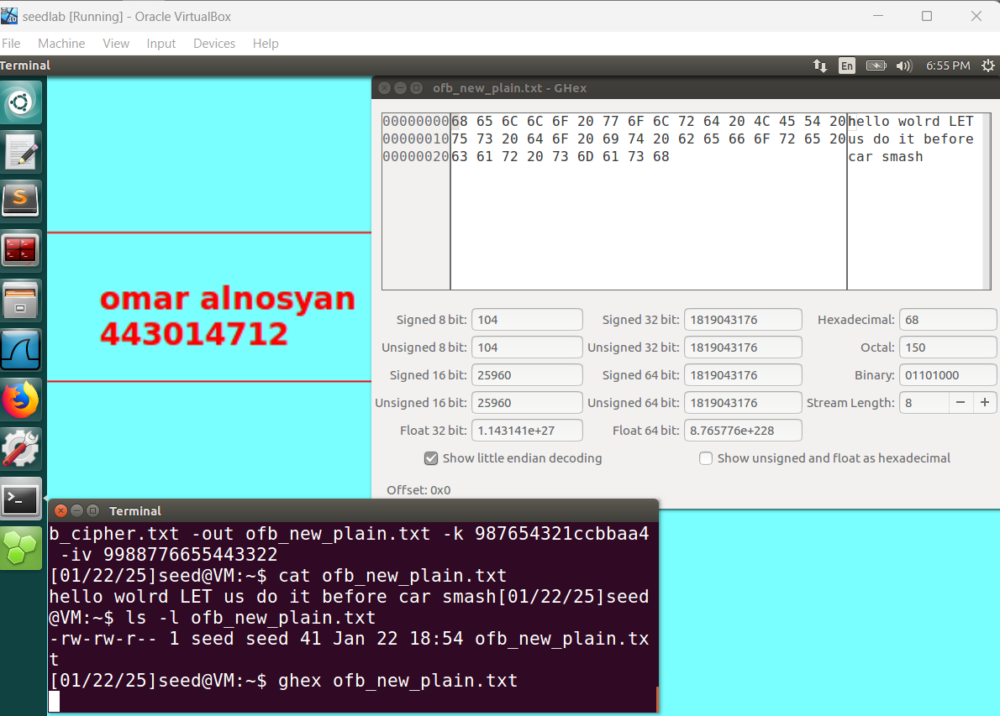 seedlab [Running] - Oracle VirtualBox
File Machine View Input Devices Help
Terminal En 6:55 PM
ofb_new_plain.txt - GHex
00000000 68 65 6C 6C 6F 20 77 6F 6C 72 64 20 4C 45 54 20 hello wolrd LET
00000010 75 73 20 64 6F 20 69 74 20 62 65 66 6F 72 65 20 us do it before
00000020 63 61 72 20 73 6D 61 73 68 car smash
omar alnosyan
443014712
Signed 8 bit: 104 Signed 32 bit: 1819043176 Hexadecimal: 68
Unsigned 8 bit: 104 Unsigned 32 bit: 1819043176 Octal: 150
Signed 16 bit: 25960 Signed 64 bit: 1819043176 Binary: 01101000
Unsigned 16 bit: 25960 Unsigned 64 bit: 1819043176 Stream Length: 8 − +
Float 32 bit: 1.143141e+27 Float 64 bit: 8.765776e+228
Show little endian decoding Show unsigned and float as hexadecimal
Offset: 0x0
Terminal
b_cipher.txt -out ofb_new_plain.txt -k 987654321ccbbaa4
-iv 9988776655443322
[01/22/25]seed@VM:~$ cat ofb_new_plain.txt
hello wolrd LET us do it before car smash[01/22/25]seed
@VM:~$ ls -l ofb_new_plain.txt
-rw-rw-r-- 1 seed seed 41 Jan 22 18:54 ofb_new_plain.tx
t
[01/22/25]seed@VM:~$ ghex ofb_new_plain.txt